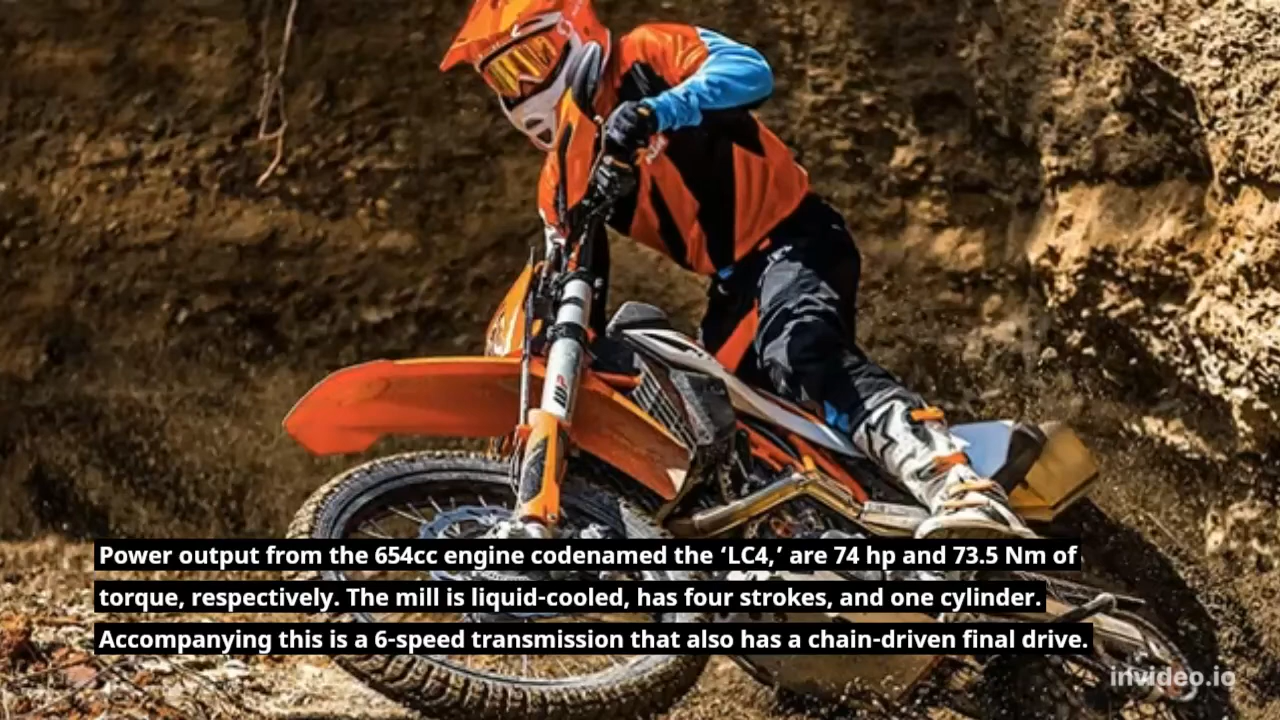 KTM
WP
Power output from the 654cc engine codenamed the ‘LC4,’ are 74 hp and 73.5 Nm of
torque, respectively. The mill is liquid-cooled, has four strokes, and one cylinder.
Accompanying this is a 6-speed transmission that also has a chain-driven final drive.
invideo.io